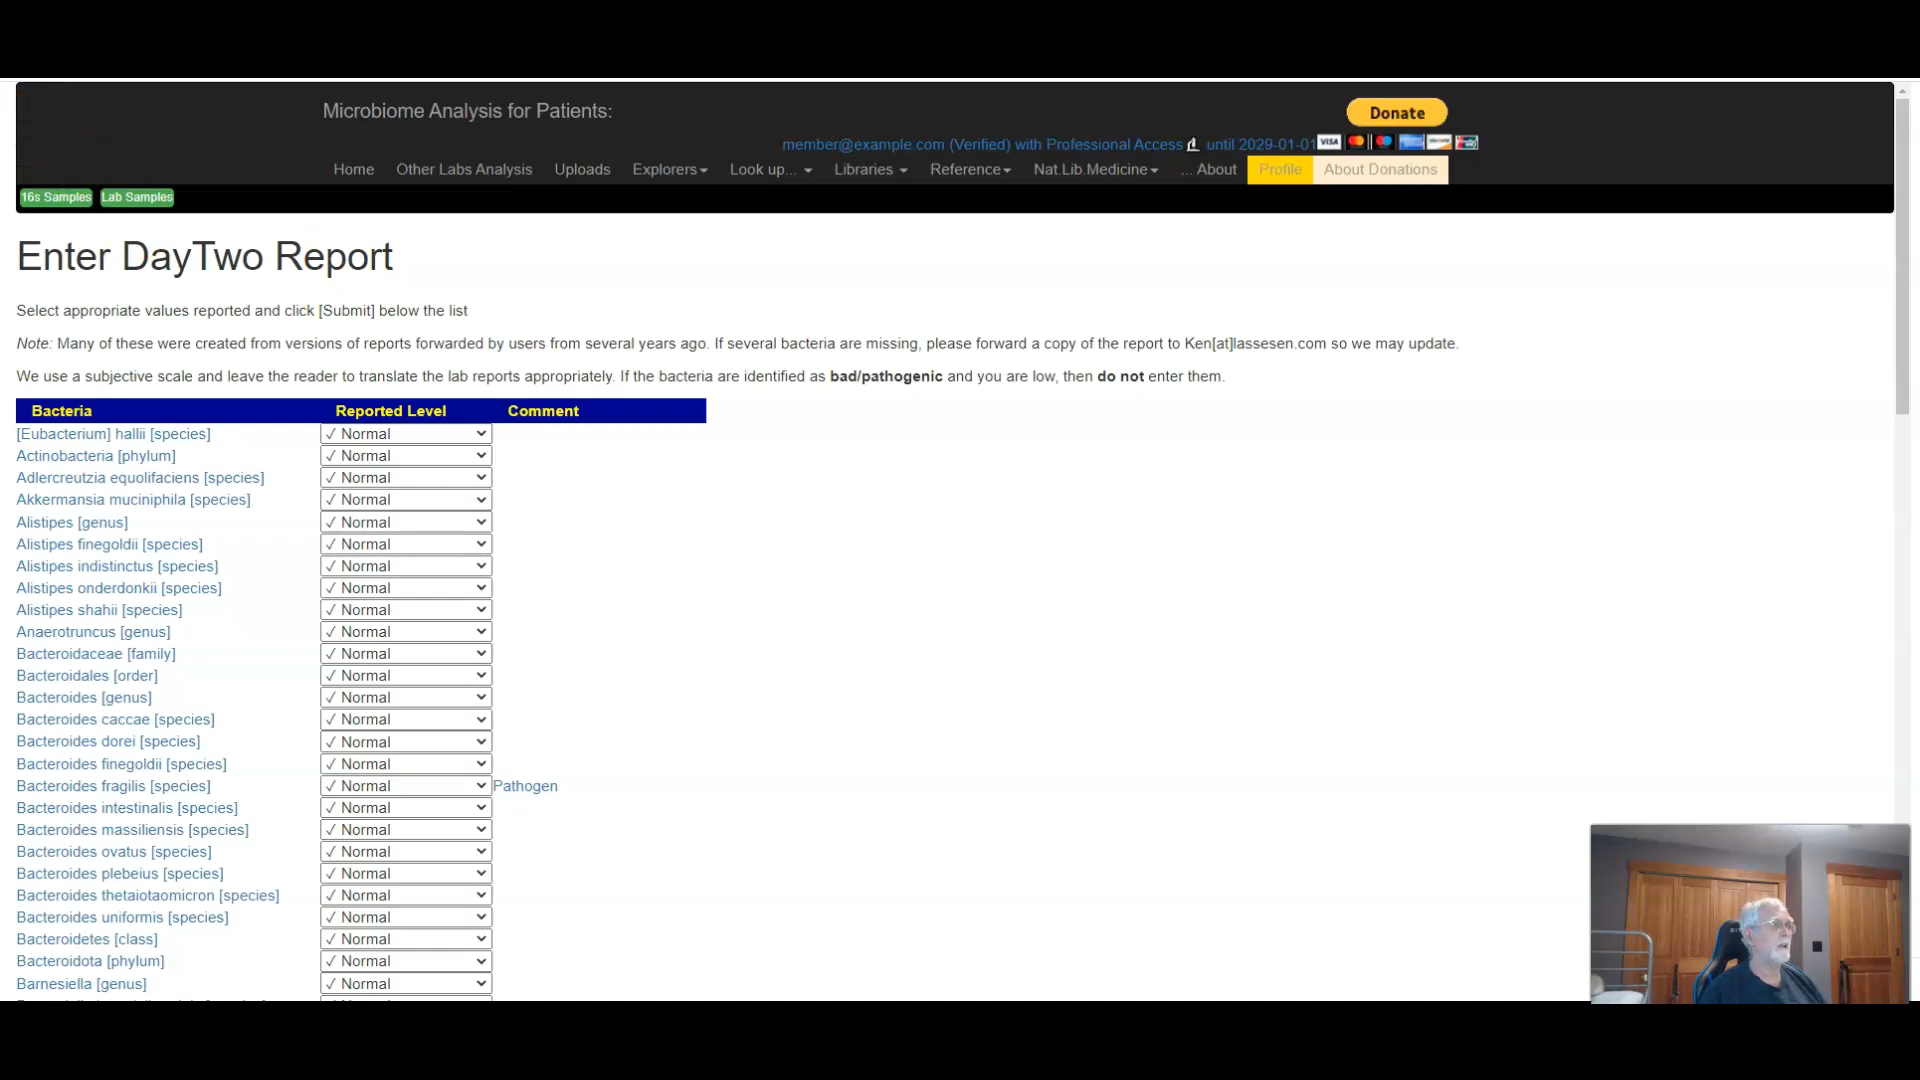 Microbiome Analysis for Patients:
Donate
member@example.com (Verified) with Professional Access until 2029-01-01
VISA
Home Other Labs Analysis Uploads Explorers Look up... Libraries Reference Nat.Lib.Medicine ... About Profile About Donations
16s Samples Lab Samples
Enter DayTwo Report
Select appropriate values reported and click [Submit] below the list
Note: Many of these were created from versions of reports forwarded by users from several years ago. If several bacteria are missing, please forward a copy of the report to Ken[at]lassesen.com so we may update.
We use a subjective scale and leave the reader to translate the lab reports appropriately. If the bacteria are identified as bad/pathogenic and you are low, then do not enter them.
Bacteria Reported Level Comment
[Eubacterium] hallii [species] ✓ Normal
Actinobacteria [phylum] ✓ Normal
Adlercreutzia equolifaciens [species] ✓ Normal
Akkermansia muciniphila [species] ✓ Normal
Alistipes [genus] ✓ Normal
Alistipes finegoldii [species] ✓ Normal
Alistipes indistinctus [species] ✓ Normal
Alistipes onderdonkii [species] ✓ Normal
Alistipes shahii [species] ✓ Normal
Anaerotruncus [genus] ✓ Normal
Bacteroidaceae [family] ✓ Normal
Bacteroidales [order] ✓ Normal
Bacteroides [genus] ✓ Normal
Bacteroides caccae [species] ✓ Normal
Bacteroides dorei [species] ✓ Normal
Bacteroides finegoldii [species] ✓ Normal
Bacteroides fragilis [species] ✓ Normal Pathogen
Bacteroides intestinalis [species] ✓ Normal
Bacteroides massiliensis [species] ✓ Normal
Bacteroides ovatus [species] ✓ Normal
Bacteroides plebeius [species] ✓ Normal
Bacteroides thetaiotaomicron [species] ✓ Normal
Bacteroides uniformis [species] ✓ Normal
Bacteroidetes [class] ✓ Normal
Bacteroidota [phylum] ✓ Normal
Barnesiella [genus] ✓ Normal